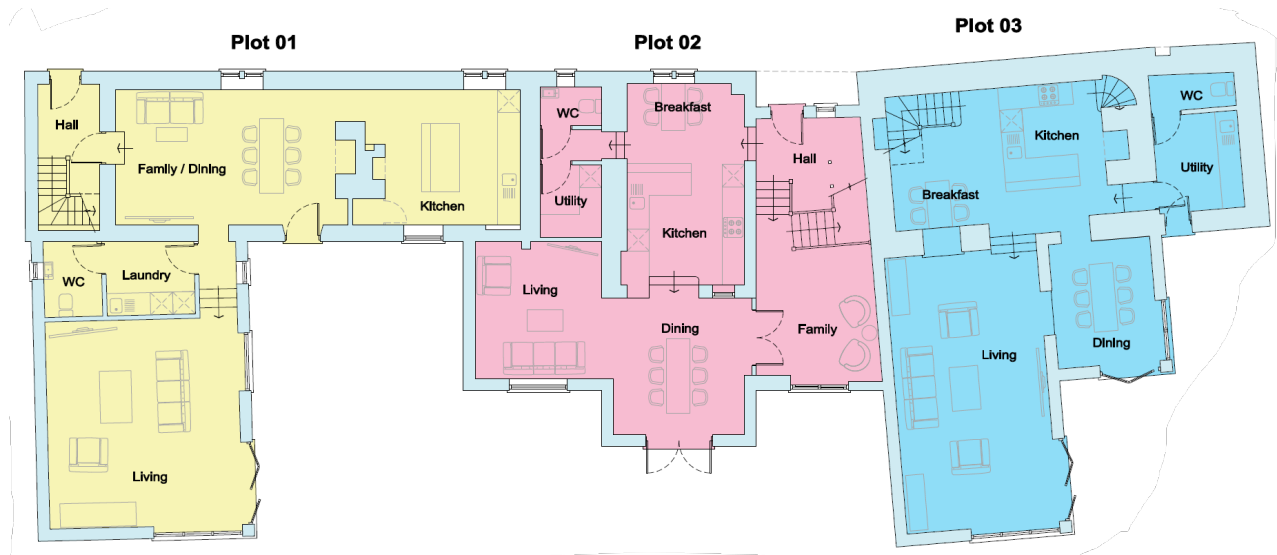 Plot 01
Plot 02
Plot 03
Hall
Family / Dining
Kitchen
WC
Laundry
Living
WC
Utility
Breakfast
Kitchen
Hall
Living
Dining
Family
Breakfast
Kitchen
WC
Utility
Living
Dining